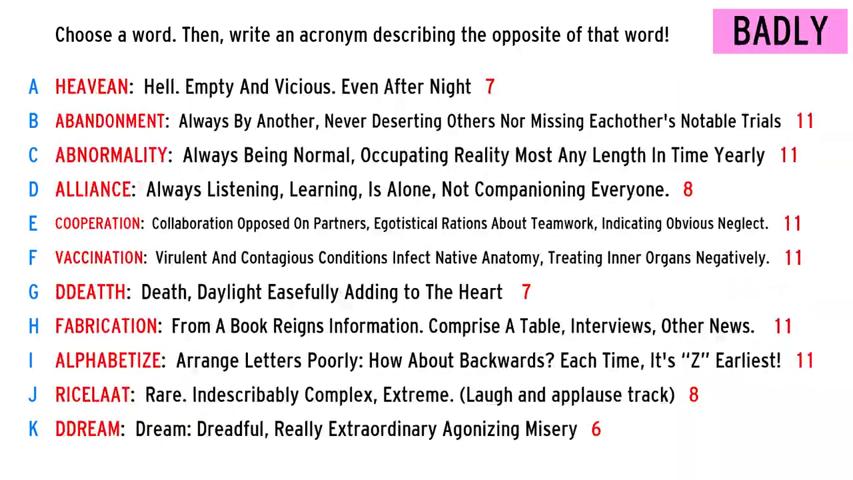 Choose a word. Then, write an acronym describing the opposite of that word!
BADLY
A HEAVEAN: Hell. Empty And Vicious. Even After Night 7
B ABANDONMENT: Always By Another, Never Deserting Others Nor Missing Eachother's Notable Trials 11
C ABNORMALITY: Always Being Normal, Occupating Reality Most Any Length In Time Yearly 11
D ALLIANCE: Always Listening, Learning, Is Alone, Not Companioning Everyone. 8
E COOPERATION: Collaboration Opposed On Partners, Egotistical Rations About Teamwork, Indicating Obvious Neglect. 11
F VACCINATION: Virulent And Contagious Conditions Infect Native Anatomy, Treating Inner Organs Negatively. 11
G DDEATTH: Death, Daylight Easefully Adding to The Heart 7
H FABRICATION: From A Book Reigns Information. Comprise A Table, Interviews, Other News. 11
I ALPHABETIZE: Arrange Letters Poorly: How About Backwards? Each Time, It's “Z” Earliest! 11
J RICELAAT: Rare. Indescribably Complex, Extreme. (Laugh and applause track) 8
K DDREAM: Dream: Dreadful, Really Extraordinary Agonizing Misery 6